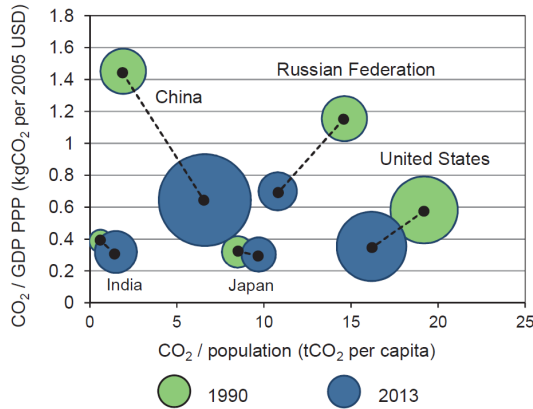 CO₂ / GDP PPP (kgCO₂ per 2005 USD)
1.8
1.6
1.4
1.2
1
0.8
0.6
0.4
0.2
0
China
Russian Federation
United States
India
Japan
0 5 10 15 20 25
CO₂ / population (tCO₂ per capita)
1990 2013